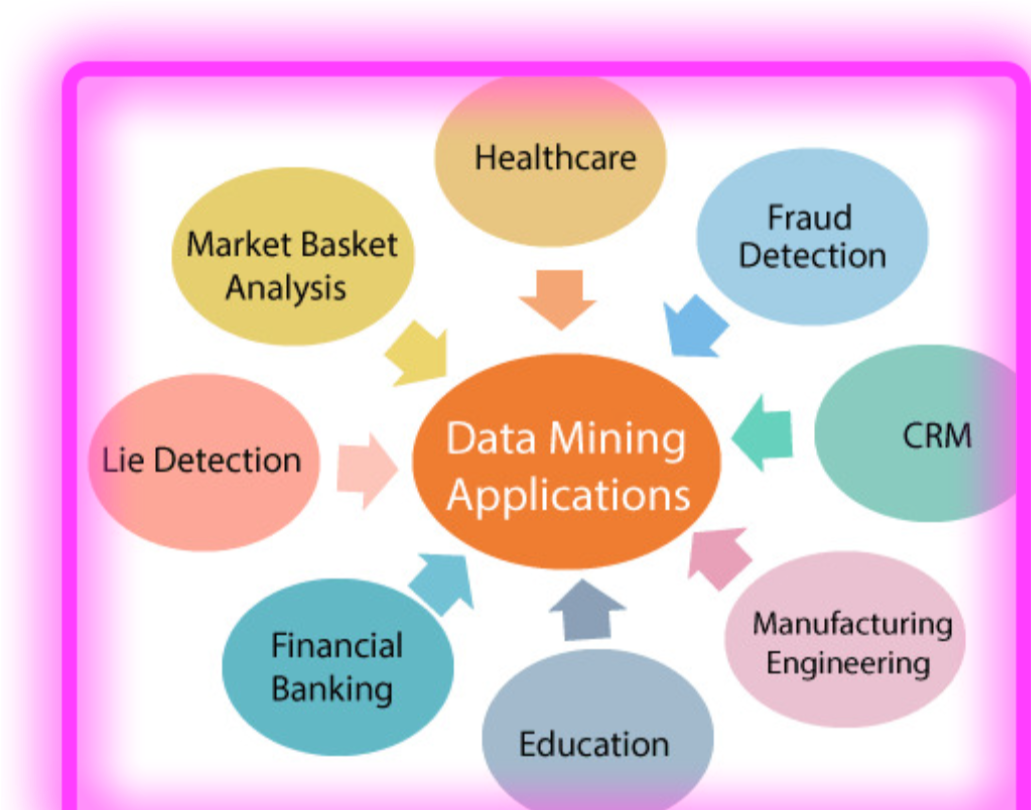 Healthcare
Fraud
Detection
Market Basket
Analysis
Data Mining
Applications
CRM
Lie Detection
Manufacturing
Engineering
Financial
Banking
Education